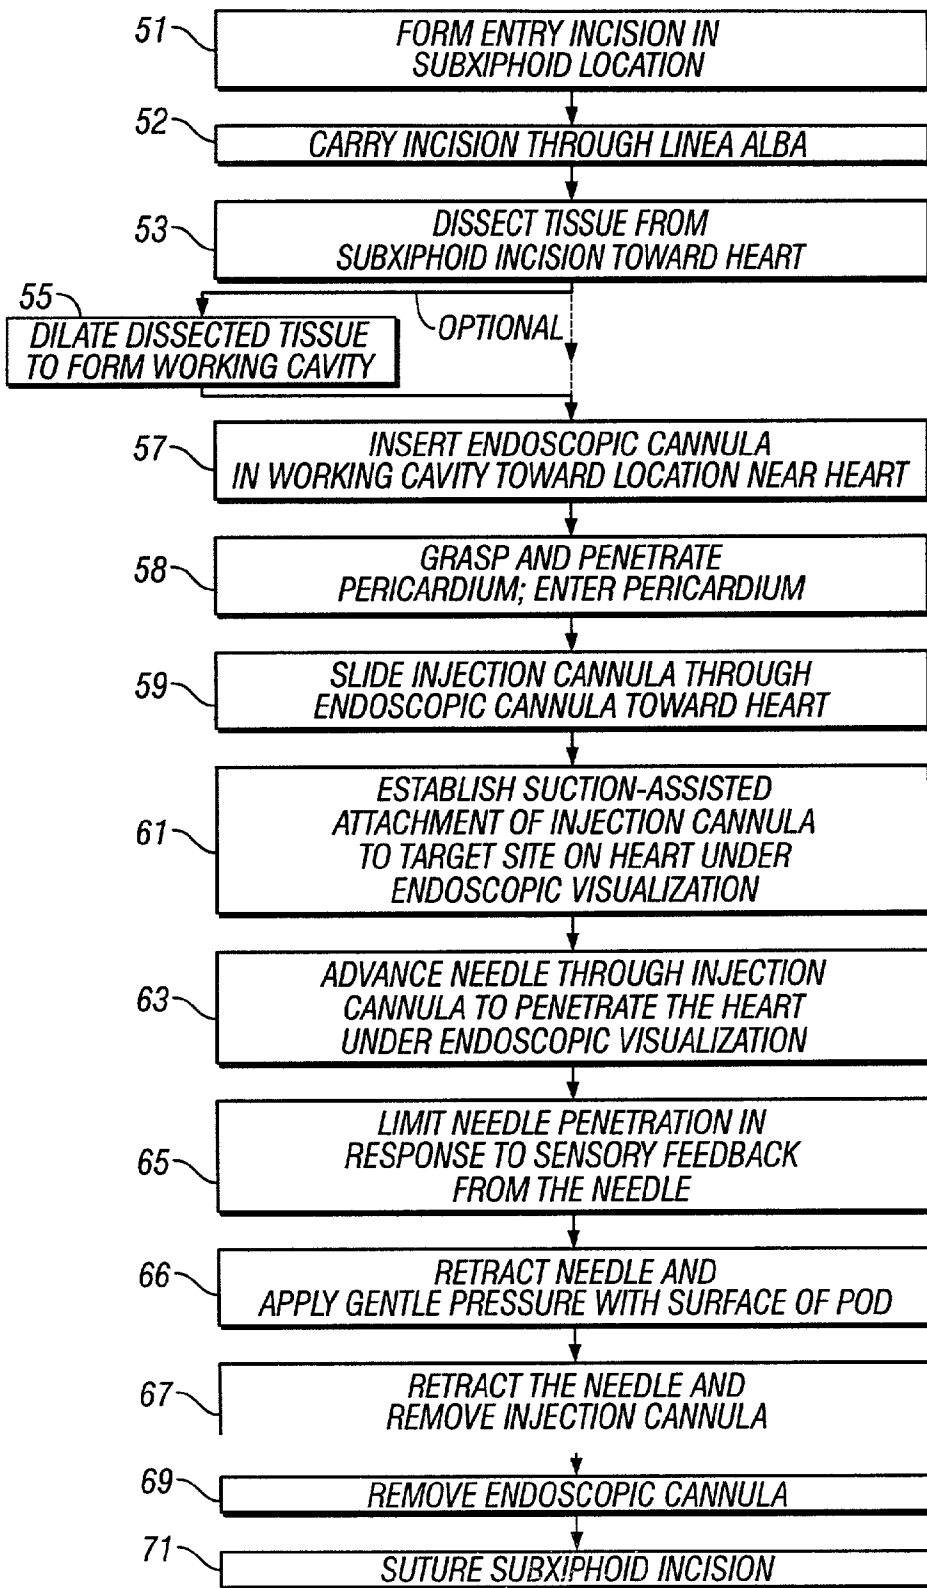 51
FORM ENTRY INCISION IN
SUBXIPHOID LOCATION
52
CARRY INCISION THROUGH LINEA ALBA
53
DISSECT TISSUE FROM
SUBXIPHOID INCISION TOWARD HEART
55
DILATE DISSECTED TISSUE
TO FORM WORKING CAVITY
OPTIONAL
57
INSERT ENDOSCOPIC CANNULA
IN WORKING CAVITY TOWARD LOCATION NEAR HEART
58
GRASP AND PENETRATE
PERICARDIUM; ENTER PERICARDIUM
59
SLIDE INJECTION CANNULA THROUGH
ENDOSCOPIC CANNULA TOWARD HEART
61
ESTABLISH SUCTION-ASSISTED
ATTACHMENT OF INJECTION CANNULA
TO TARGET SITE ON HEART UNDER
ENDOSCOPIC VISUALIZATION
63
ADVANCE NEEDLE THROUGH INJECTION
CANNULA TO PENETRATE THE HEART
UNDER ENDOSCOPIC VISUALIZATION
65
LIMIT NEEDLE PENETRATION IN
RESPONSE TO SENSORY FEEDBACK
FROM THE NEEDLE
66
RETRACT NEEDLE AND
APPLY GENTLE PRESSURE WITH SURFACE OF POD
67
RETRACT THE NEEDLE AND
REMOVE INJECTION CANNULA
69
REMOVE ENDOSCOPIC CANNULA
71
SUTURE SUBXIPHOID INCISION